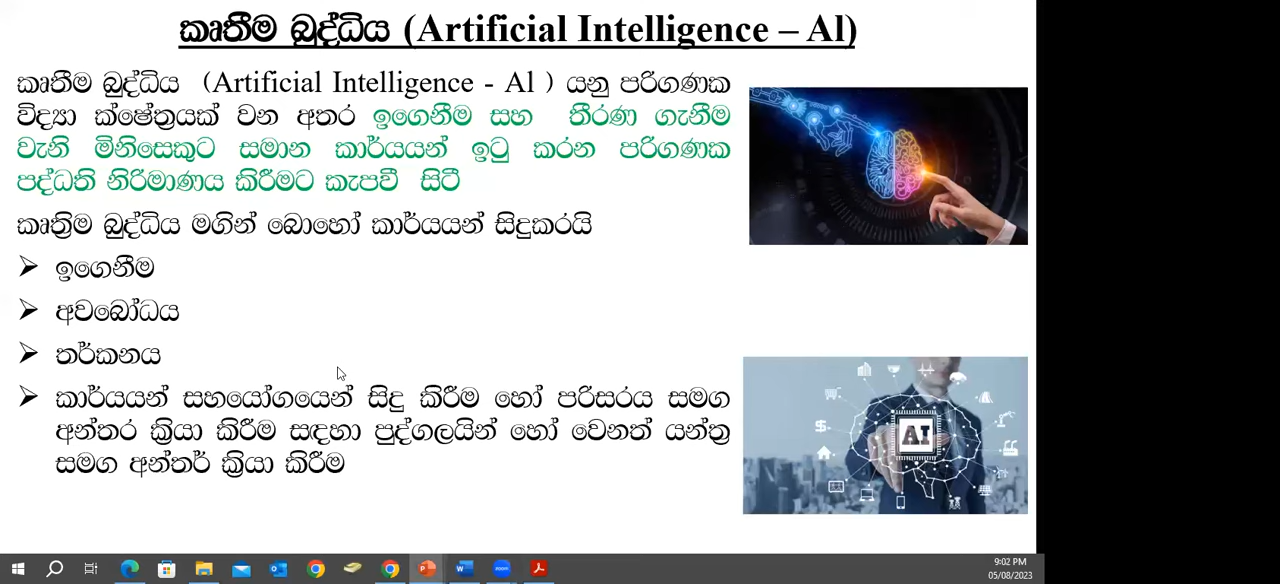 කෘතීම බුද්ධිය (Artificial Intelligence – Al)
කෘතීම බුද්ධිය (Artificial Intelligence - Al ) යනු පරිගණක
විද්‍යා ක්ෂේත්‍රයක් වන අතර ඉගෙනීම සහ තීරණ ගැනීම
වැනි මිනිසෙකුට සමාන කාර්යයන් ඉටු කරන පරිගණක
පද්ධති නිර්මාණය කිරීමට කැපවී සිටී
කෘත්‍රිම බුද්ධිය මගින් බොහෝ කාර්යයන් සිදුකරයි
➢ ඉගෙනීම
➢ අවබෝධය
➢ තර්කනය
➢ කාර්යයන් සහයෝගයෙන් සිදු කිරීම හෝ පරිසරය සමග
අන්තර ක්‍රියා කිරීම සඳහා පුද්ගලයින් හෝ වෙනත් යන්ත්‍ර
සමග අන්තර් ක්‍රියා කිරීම
AI
9:02 PM
05/08/2023